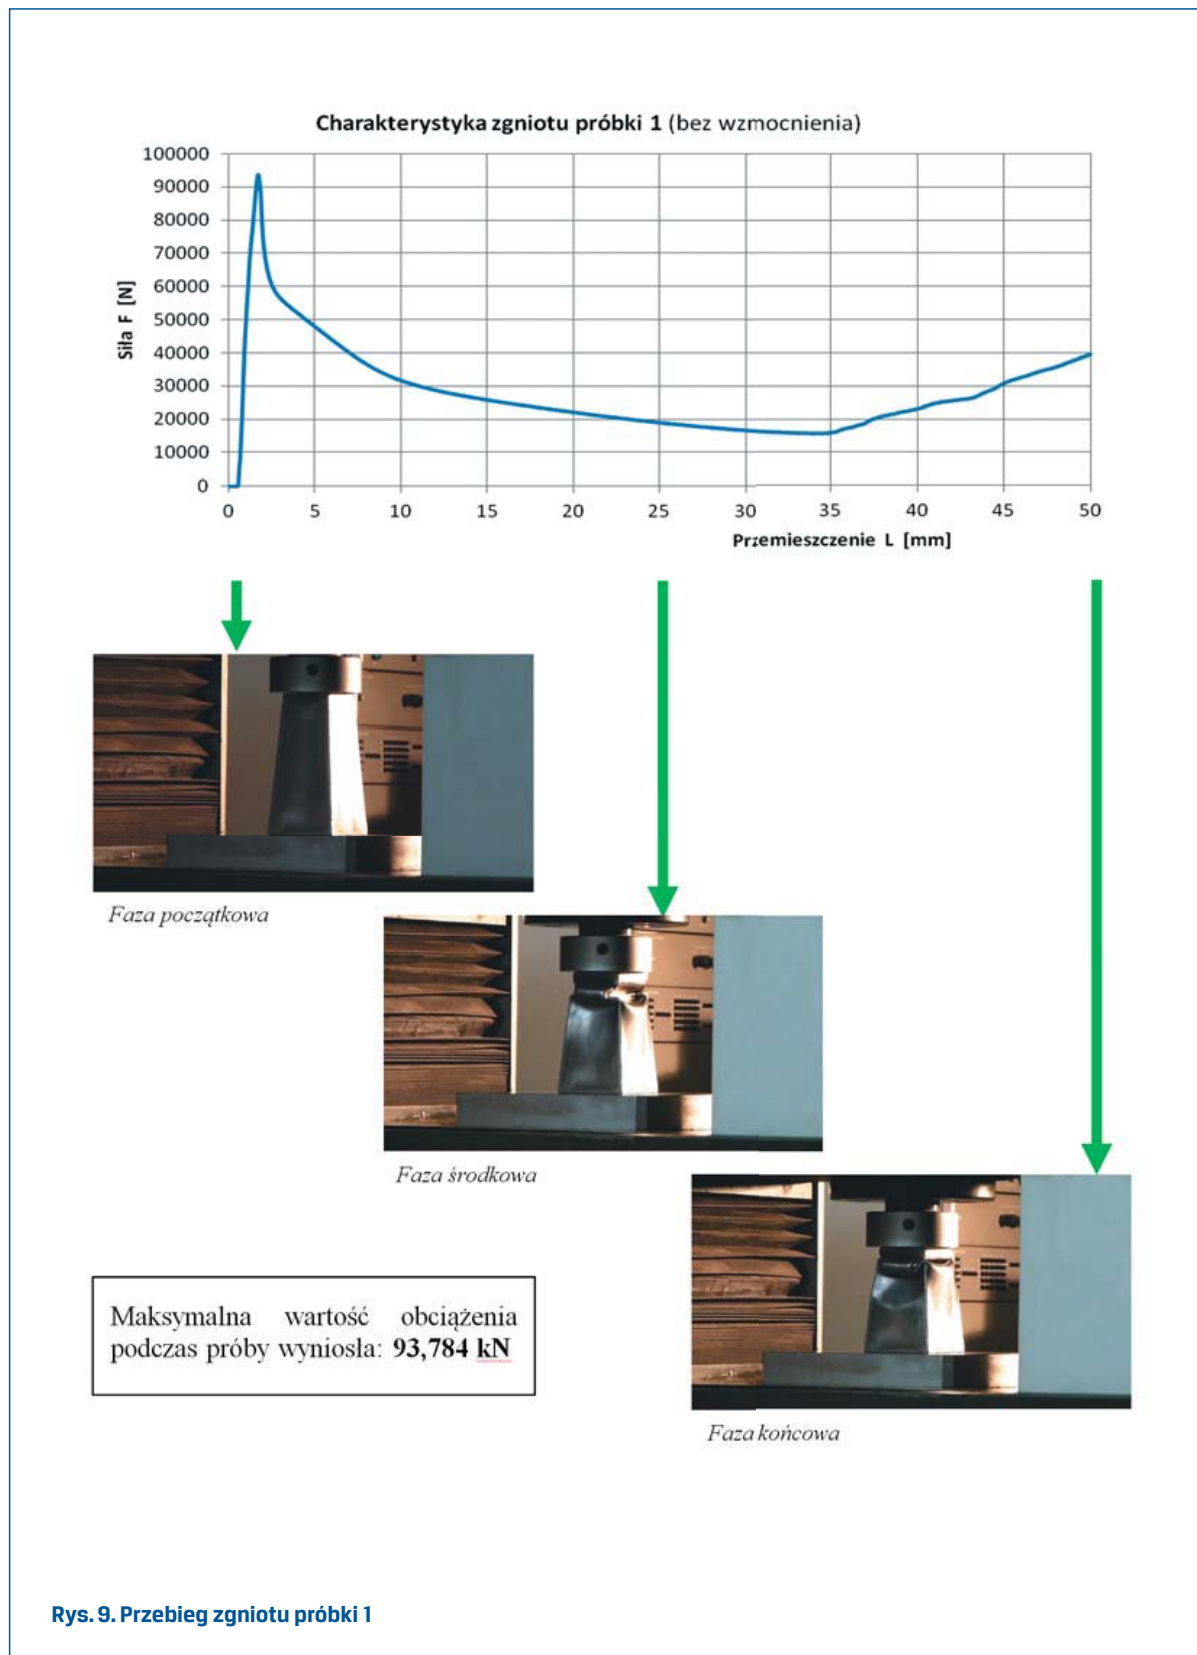 Charakterystyka zgniotu próbki 1 (bez wzmocnienia)
100000
90000
80000
70000
60000
50000
40000
30000
20000
10000
0
Siła F [N]
0 5 10 15 20 25 30 35 40 45 50
Przemieszczenie L [mm]
Faza początkowa
Faza środkowa
Maksymalna wartość obciążenia
podczas próby wyniosła: 93,784 kN
Faza końcowa
Rys. 9. Przebieg zgniotu próbki 1